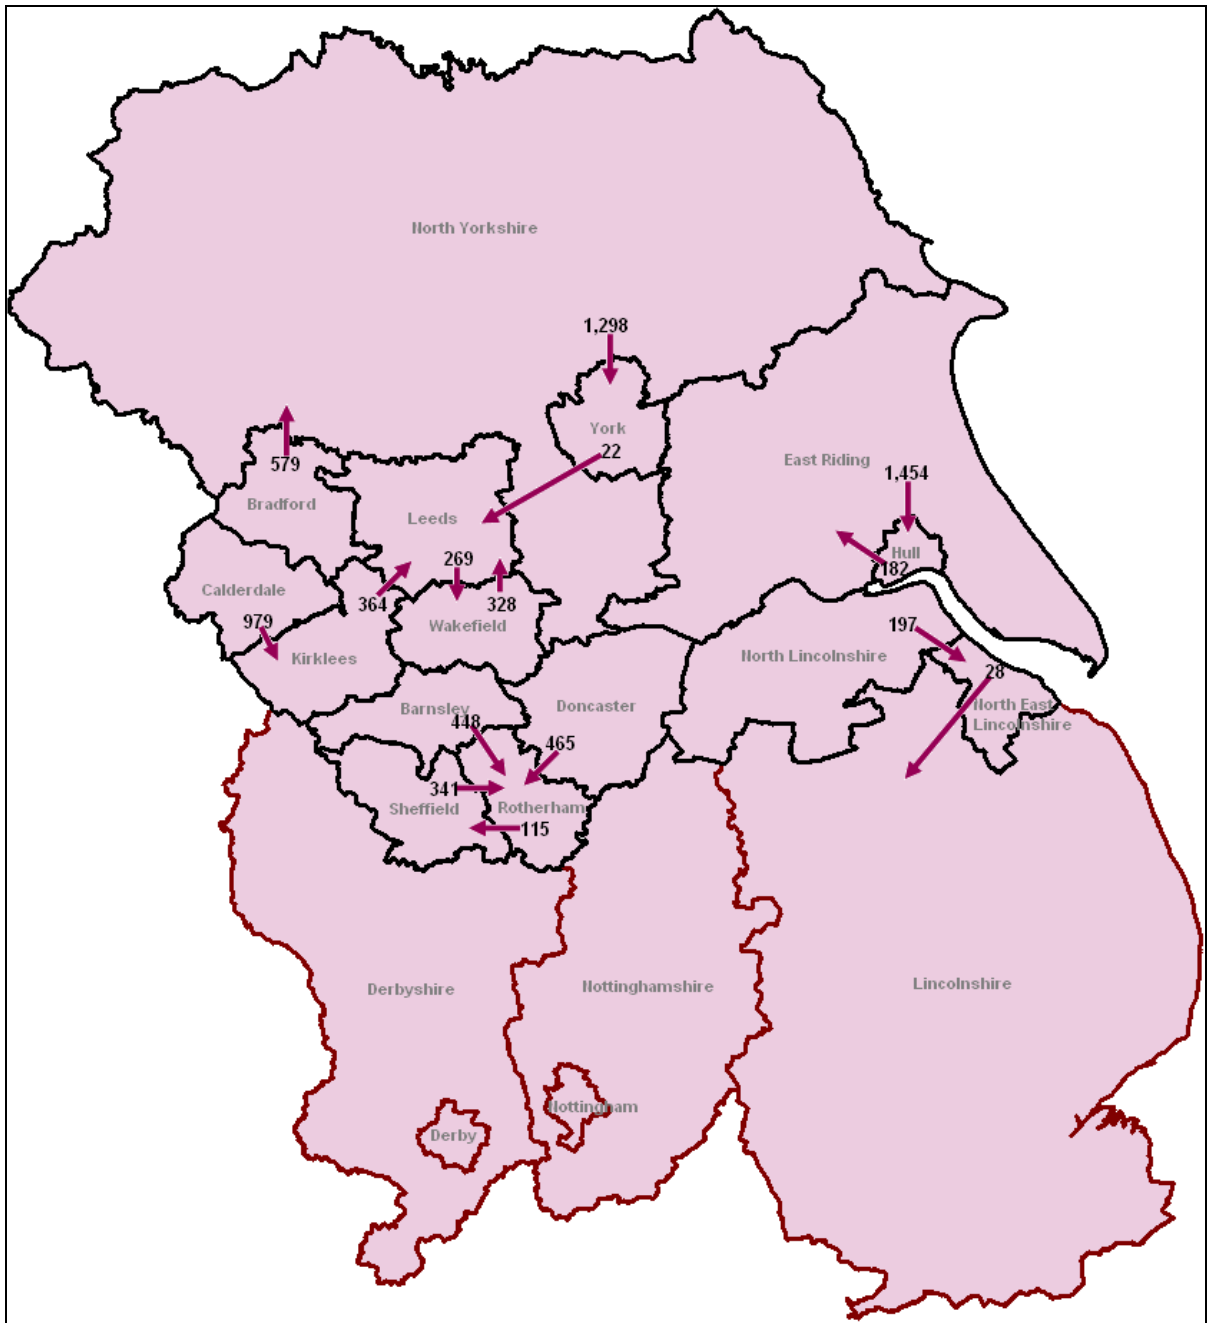 North Yorkshire
1,298
York
22
East Riding
1,454
579
Bradford
Leeds
Hull
182
269
Calderdale
364
328
979
Wakefield
197
Kirklees
North Lincolnshire
28
Barnsley
448
Doncaster
North East
Lincolnshire
465
341
Sheffield
Rotherham
115
Derbyshire
Nottinghamshire
Lincolnshire
Nottingham
Derby